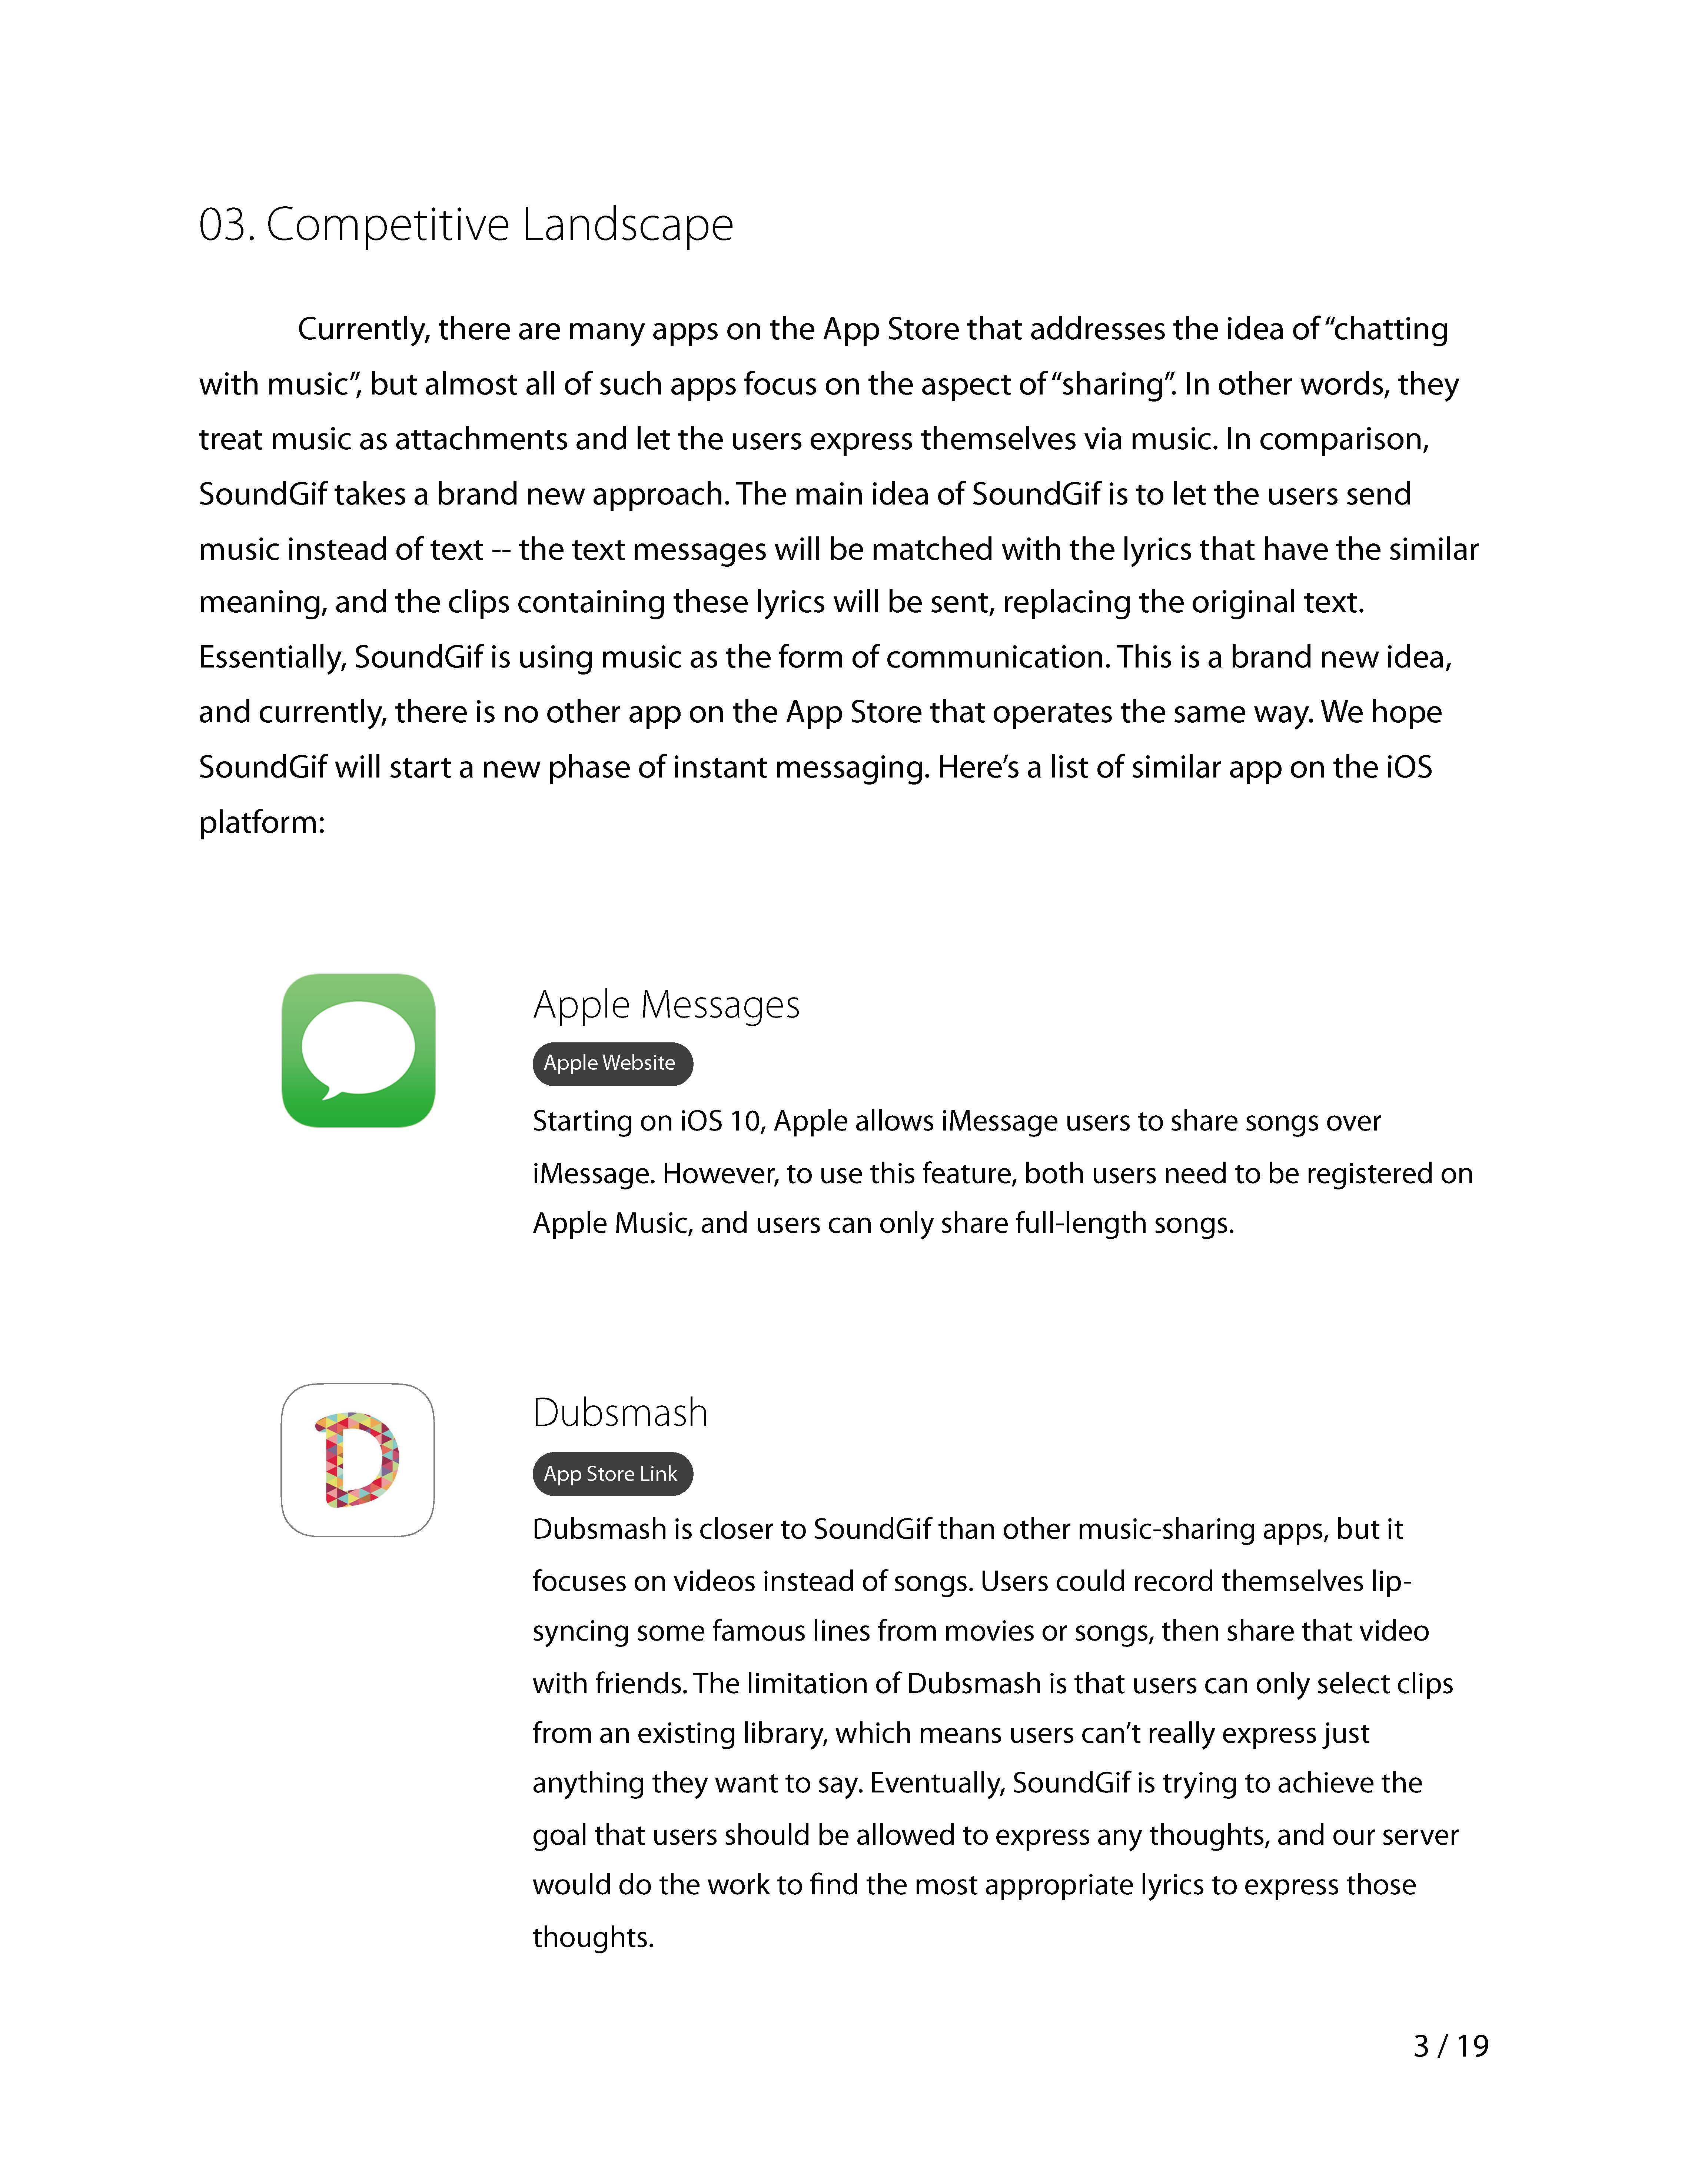 03. Competitive Landscape
Currently, there are many apps on the App Store that addresses the idea of “chatting
with music”, but almost all of such apps focus on the aspect of “sharing”. In other words, they
treat music as attachments and let the users express themselves via music. In comparison,
SoundGif takes a brand new approach. The main idea of SoundGif is to let the users send
music instead of text -- the text messages will be matched with the lyrics that have the similar
meaning, and the clips containing these lyrics will be sent, replacing the original text.
Essentially, SoundGif is using music as the form of communication. This is a brand new idea,
and currently, there is no other app on the App Store that operates the same way. We hope
SoundGif will start a new phase of instant messaging. Here’s a list of similar app on the iOS
platform:
Apple Messages
Apple Website
Starting on iOS 10, Apple allows iMessage users to share songs over
iMessage. However, to use this feature, both users need to be registered on
Apple Music, and users can only share full-length songs.
D
Dubsmash
App Store Link
Dubsmash is closer to SoundGif than other music-sharing apps, but it
focuses on videos instead of songs. Users could record themselves lip-
syncing some famous lines from movies or songs, then share that video
with friends. The limitation of Dubsmash is that users can only select clips
from an existing library, which means users can’t really express just
anything they want to say. Eventually, SoundGif is trying to achieve the
goal that users should be allowed to express any thoughts, and our server
would do the work to find the most appropriate lyrics to express those
thoughts.
3 / 19